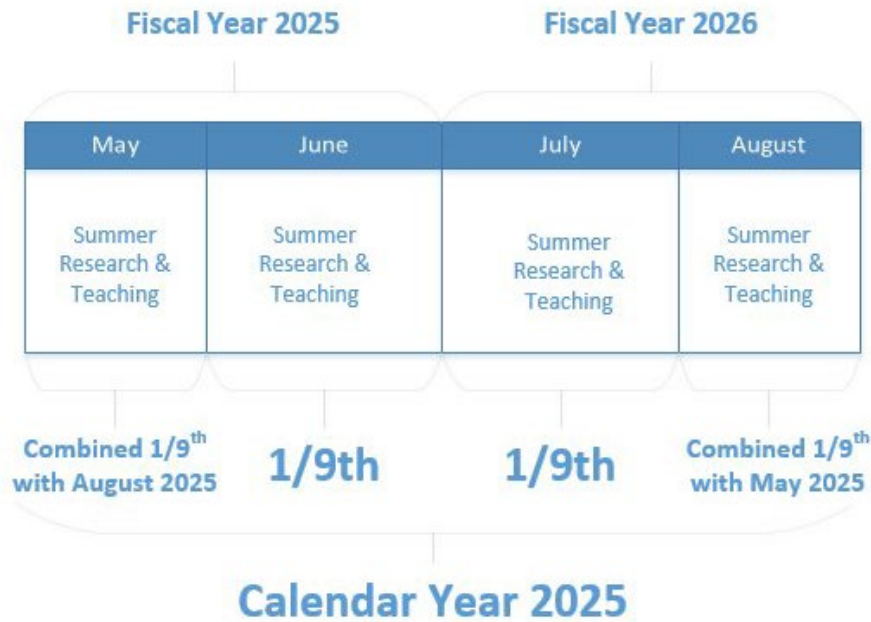 Fiscal Year 2025
Fiscal Year 2026
May
June
July
August
Summer
Research &
Teaching
Summer
Research &
Teaching
Summer
Research &
Teaching
Summer
Research &
Teaching
Combined 1/9th
with August 2025
1/9th
1/9th
Combined 1/9th
with May 2025
Calendar Year 2025